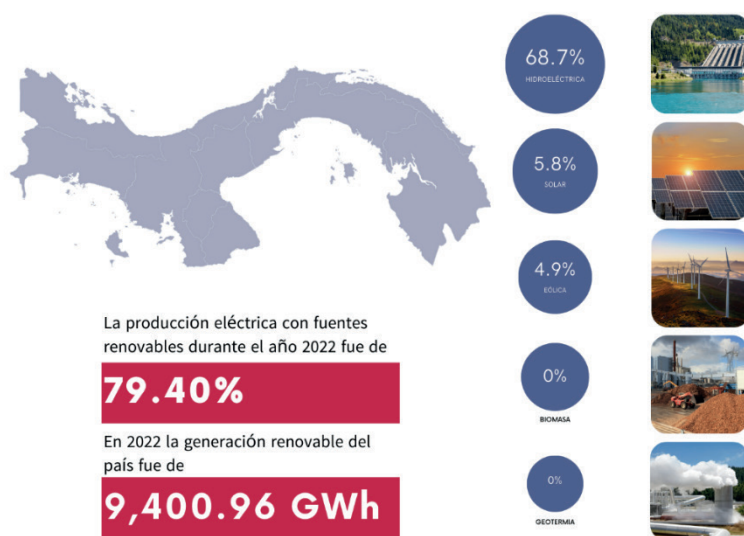 68.7%
HIDROELÉCTRICA
5.8%
SOLAR
4.9%
EÓLICA
La producción eléctrica con fuentes
renovables durante el año 2022 fue de
79.40%
En 2022 la generación renovable del
país fue de
9,400.96 GWh
0%
BIOMASA
0%
GEOTERMIA